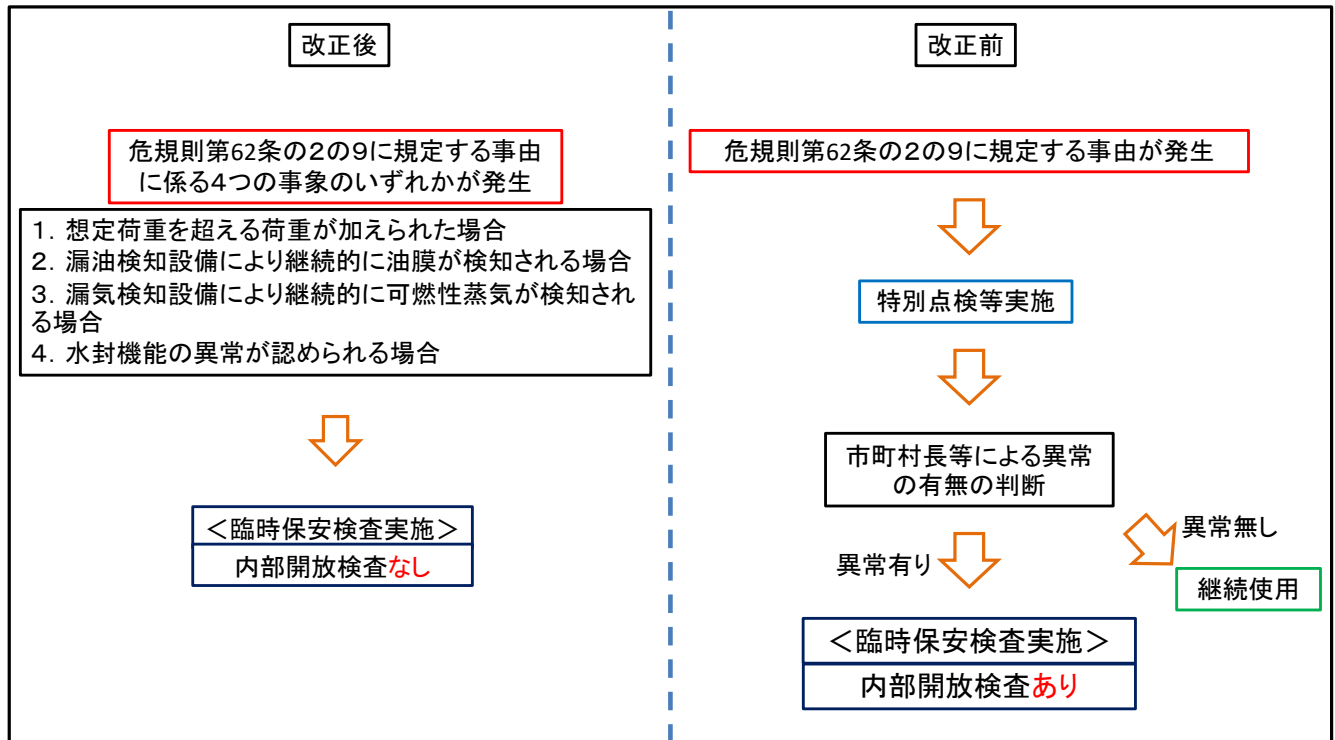 改正後
危規則第62条の2の9に規定する事由
に係る4つの事象のいずれかが発生
1．想定荷重を超える荷重が加えられた場合
2．漏油検知設備により継続的に油膜が検知される場合
3．漏気検知設備により継続的に可燃性蒸気が検知され
る場合
4．水封機能の異常が認められる場合
＜臨時保安検査実施＞
内部開放検査なし
改正前
危規則第62条の2の9に規定する事由が発生
特別点検等実施
市町村長等による異常
の有無の判断
異常無し
継続使用
異常有り
＜臨時保安検査実施＞
内部開放検査あり